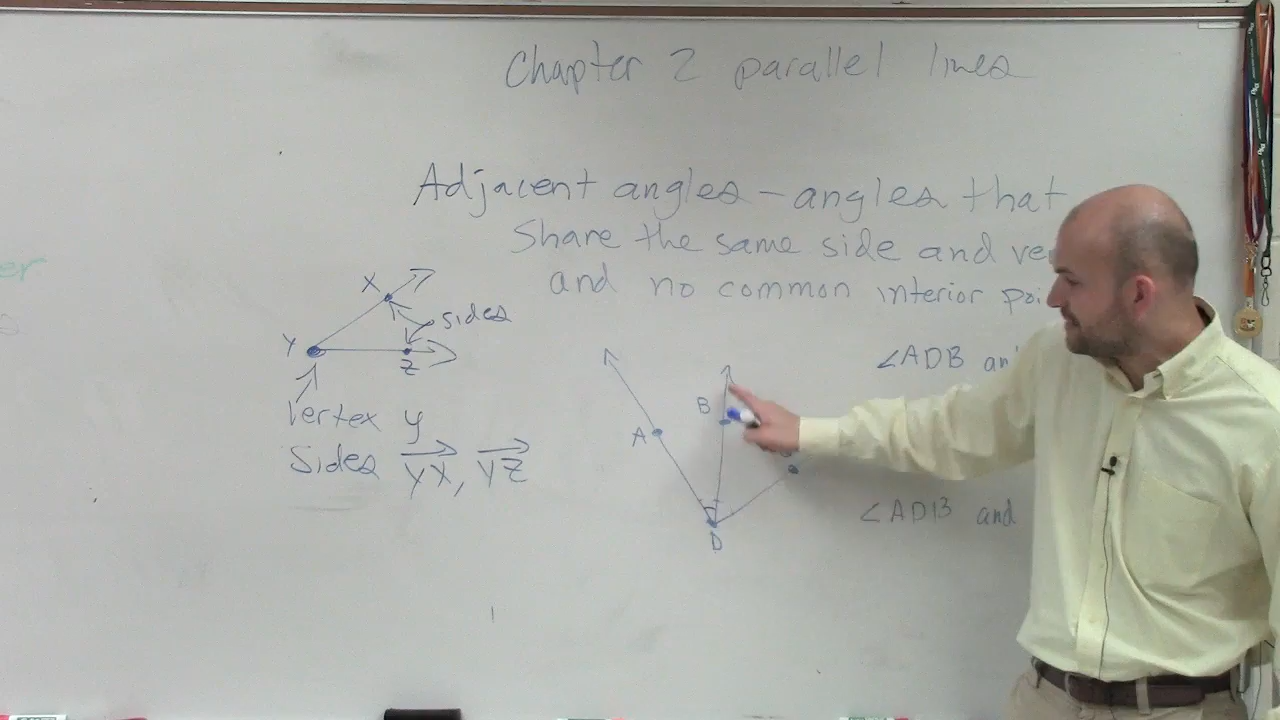 Chapter 2 parallel lines
Adjacent angles - angles that
Share the same side and ve
and no common interior poi
er
X
sides
Y
Z
Vertex y
Sides YX, YZ
∠ADB an
B
A
D
∠ADB and